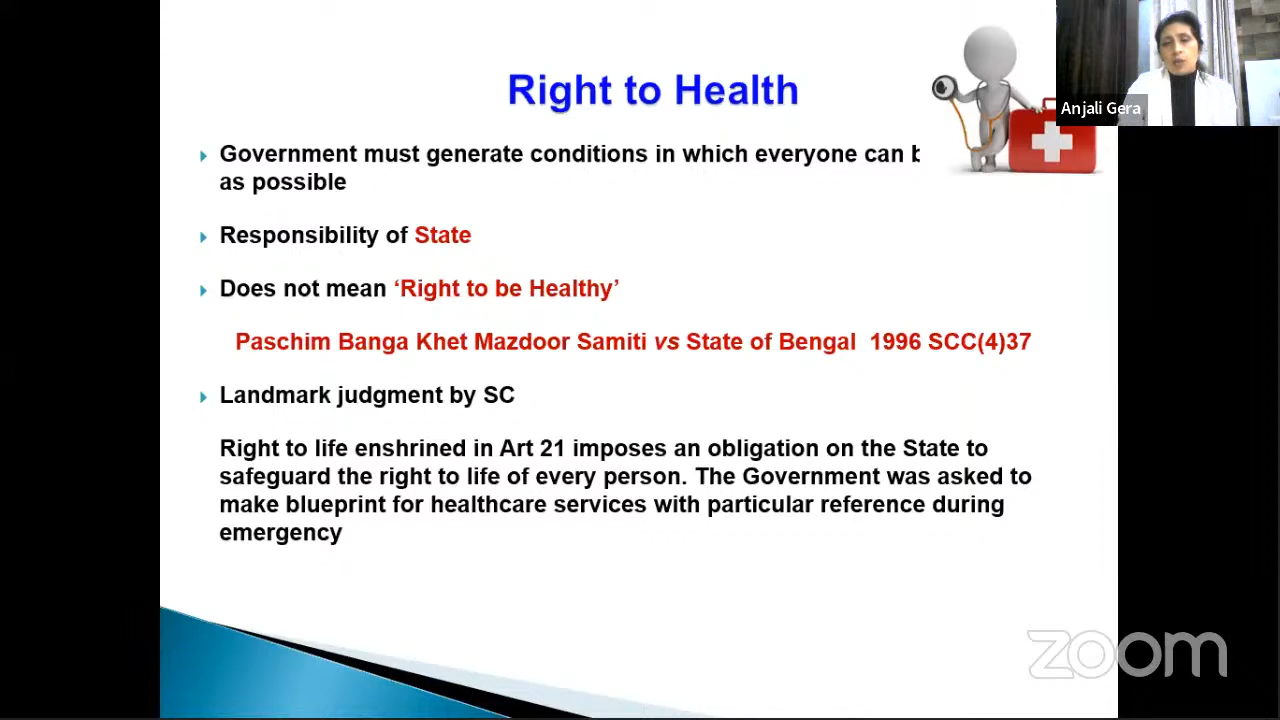 Right to Health
Anjali Gera
Government must generate conditions in which everyone can
as possible
Responsibility of State
Does not mean ‘Right to be Healthy’
Paschim Banga Khet Mazdoor Samiti vs State of Bengal 1996 SCC(4)37
Landmark judgment by SC
Right to life enshrined in Art 21 imposes an obligation on the State to
safeguard the right to life of every person. The Government was asked to
make blueprint for healthcare services with particular reference during
emergency
zoom